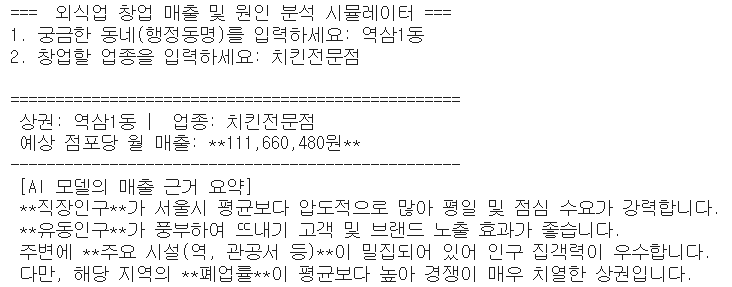 === 외식업 창업 매출 및 원인 분석 시뮬레이터 ===
1. 궁금한 동네(행정동명)를 입력하세요: 역삼1동
2. 창업할 업종을 입력하세요: 치킨전문점
==================================================
상권: 역삼1동 | 업종: 치킨전문점
예상 점포당 월 매출: **111,660,480원**
--------------------------------------------------
[AI 모델의 매출 근거 요약]
**직장인구**가 서울시 평균보다 압도적으로 많아 평일 및 점심 수요가 강력합니다.
**유동인구**가 풍부하여 뜨내기 고객 및 브랜드 노출 효과가 좋습니다.
주변에 **주요 시설(역, 관공서 등)**이 밀집되어 있어 인구 집객력이 우수합니다.
다만, 해당 지역의 **폐업률**이 평균보다 높아 경쟁이 매우 치열한 상권입니다.